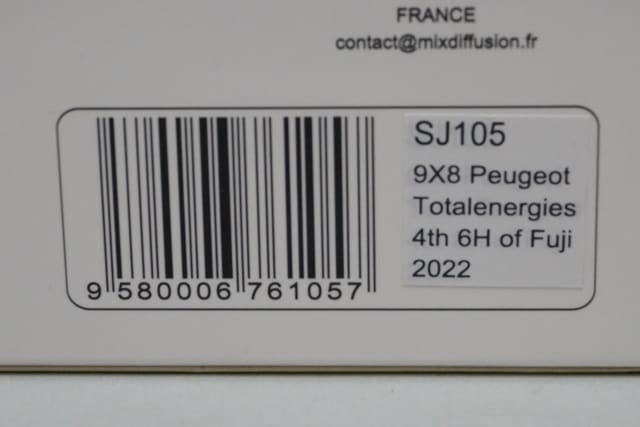 FRANCE
contact@mixdiffusion.fr
SJ105
9X8 Peugeot
Totalenergies
4th 6H of Fuji
2022
9 580006 761057